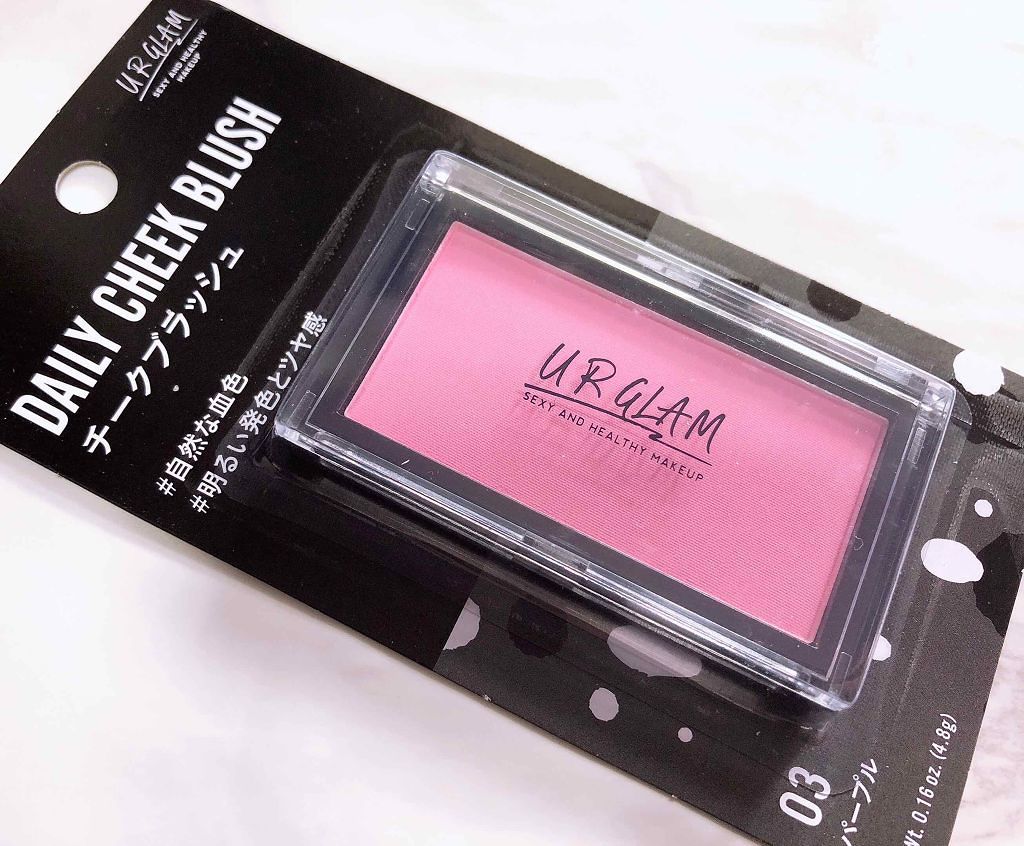 UR GLAM
SEXY AND HEALTHY
MAKEUP
DAILY CHEEK BLUSH
チークブラッシュ
#自然な血色
#明るい発色とツヤ感
UR GLAM
SEXY AND HEALTHY MAKEUP
03
パープル
Wt. 0.16 oz. (4.8g)